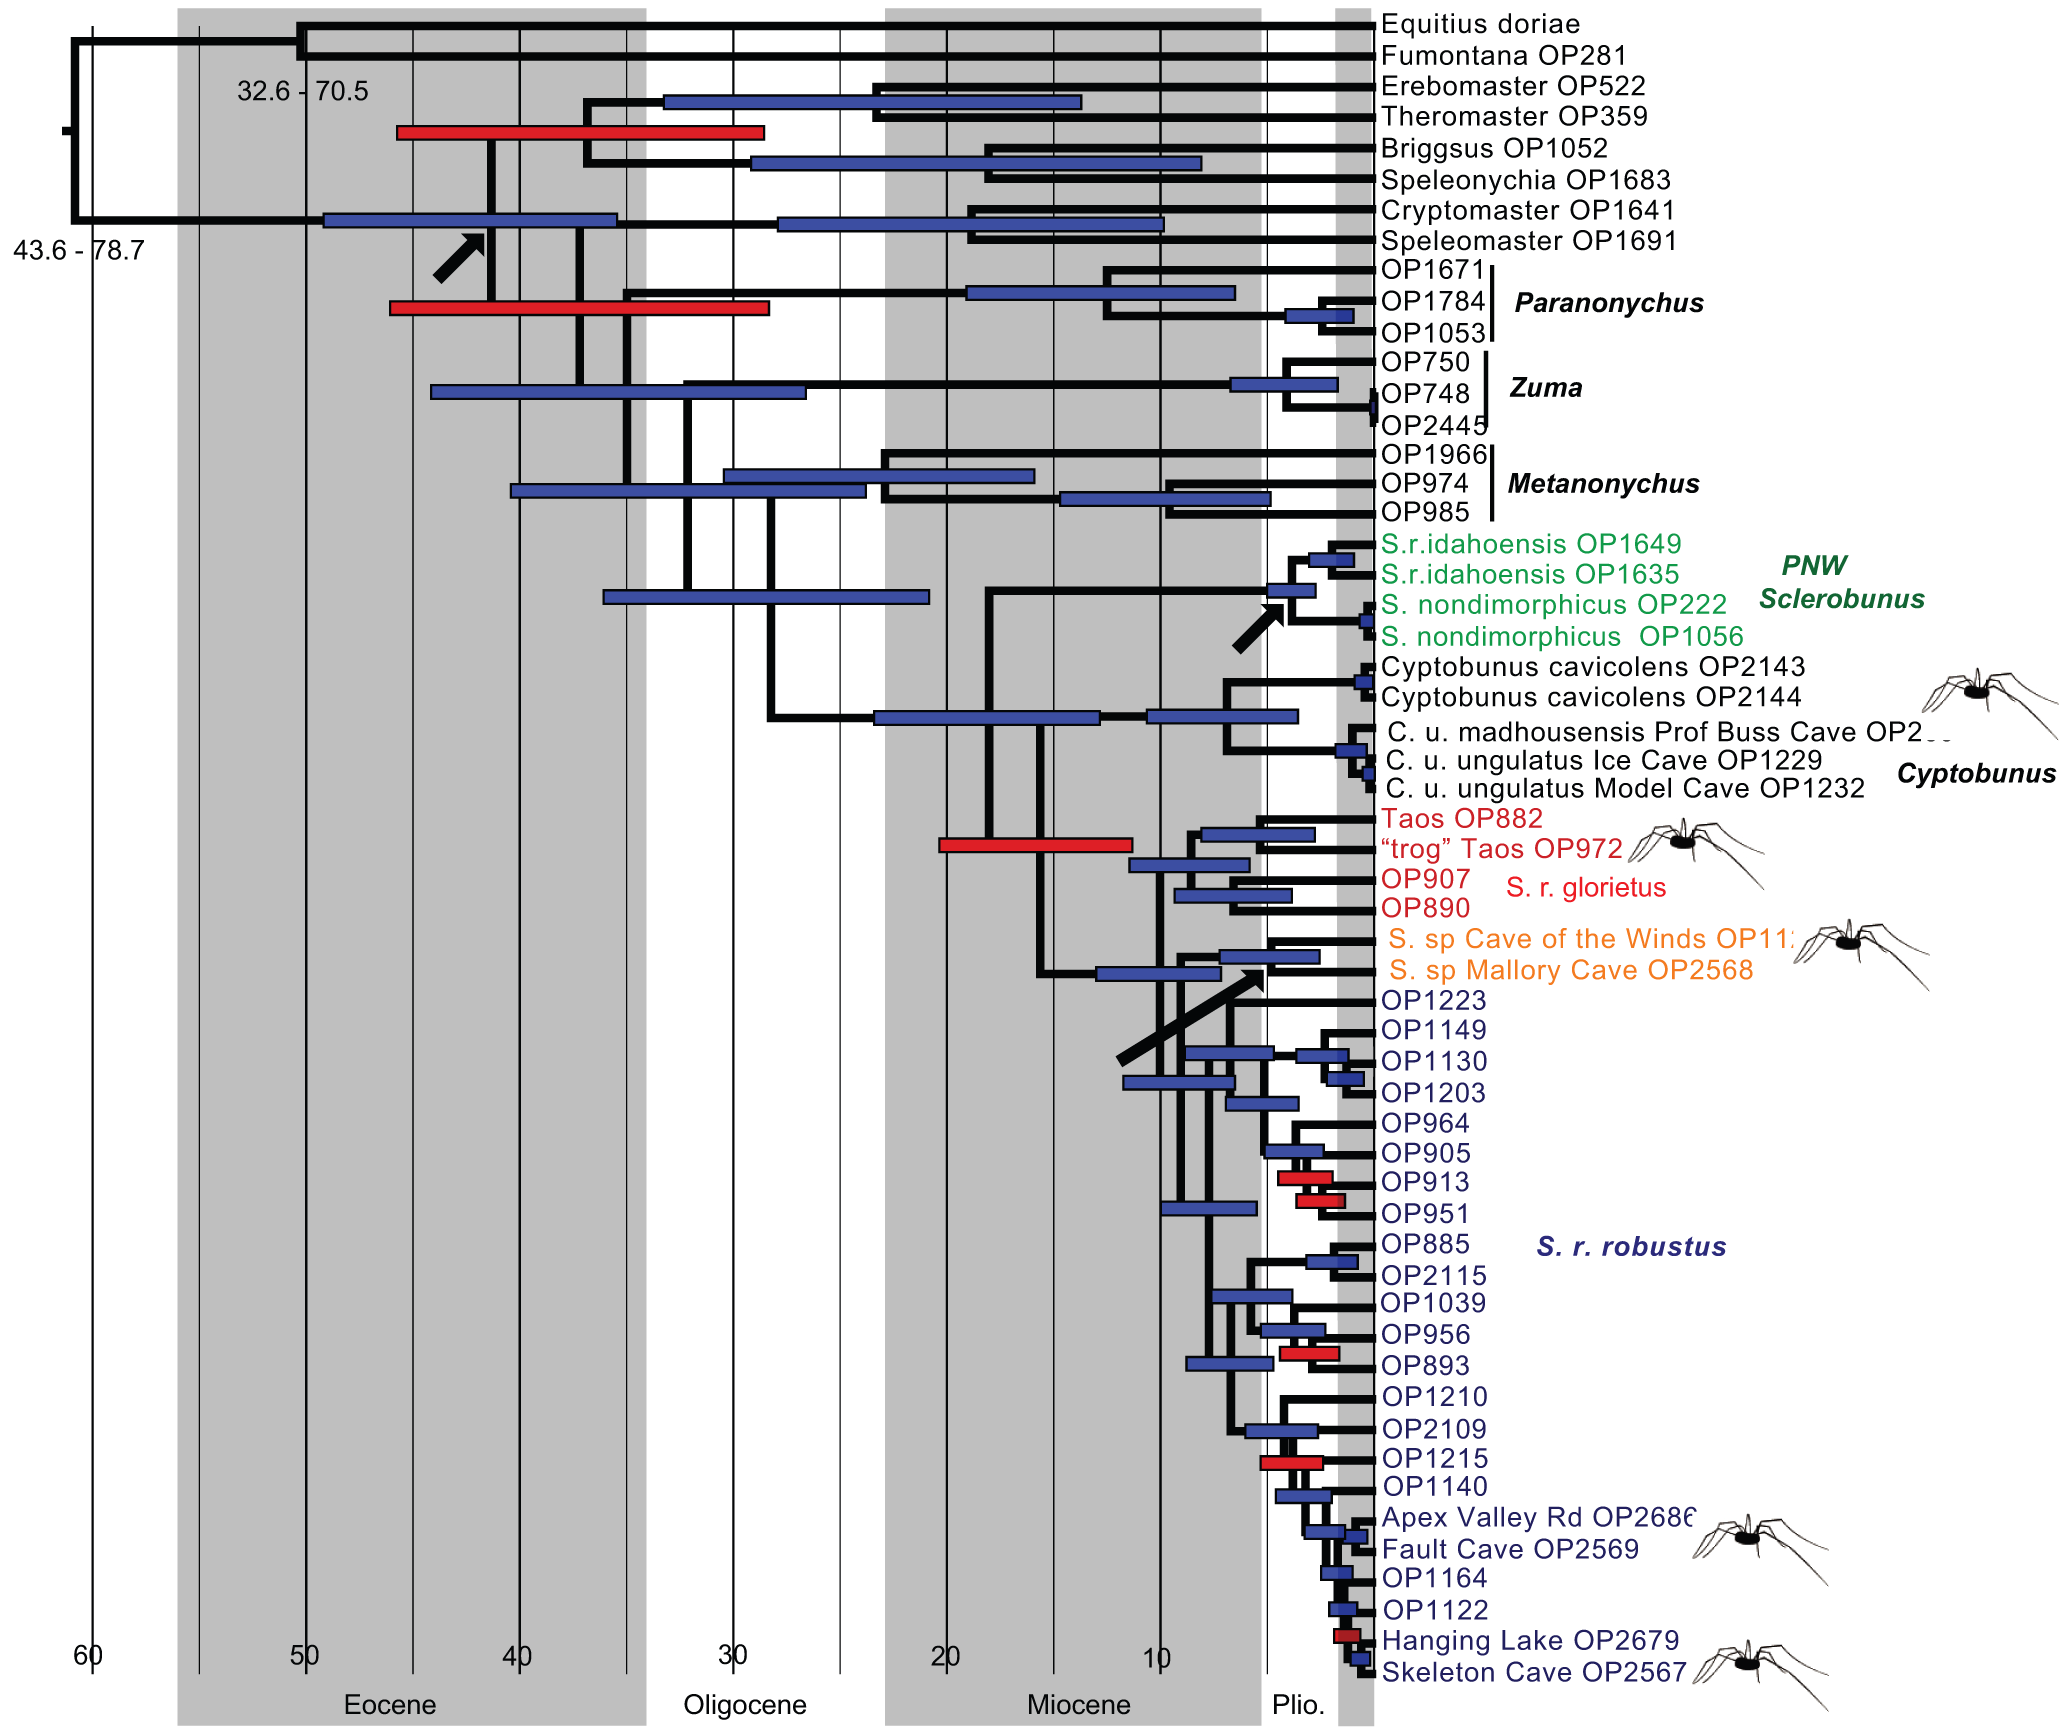 Equitius doriae
Fumontana OP281
32.6 - 70.5
Erebomaster OP522
Theromaster OP359
Briggsus OP1052
Speleonychia OP1683
Cryptomaster OP1641
Speleomaster OP1691
43.6 - 78.7
OP1671
OP1784
Paranonychus
OP1053
OP750
OP748
Zuma
OP2445
OP1966
OP974
Metanonychus
OP985
S.r.idahoensis OP1649
S.r.idahoensis OP1635
PNW
Sclerobunus
S. nondimorphicus OP222
S. nondimorphicus OP1056
Cyptobunus cavicolens OP2143
Cyptobunus cavicolens OP2144
C. u. madhousensis Prof Buss Cave
C. u. ungulatus Ice Cave OP1229
Cyptobunus
C. u. ungulatus Model Cave OP1232
Taos OP882
“trog” Taos OP972
OP907
S. r. glorietus
OP890
S. sp Cave of the Winds
S. sp Mallory Cave OP2568
OP1223
OP1149
OP1130
OP1203
OP964
OP905
OP913
OP951
OP885
S. r. robustus
OP2115
OP1039
OP956
OP893
OP1210
OP2109
OP1215
OP1140
Apex Valley Rd OP2686
Fault Cave OP2569
OP1164
OP1122
Hanging Lake OP2679
Skeleton Cave OP2567
60 50 40 30 20 10
Eocene Oligocene Miocene Plio.